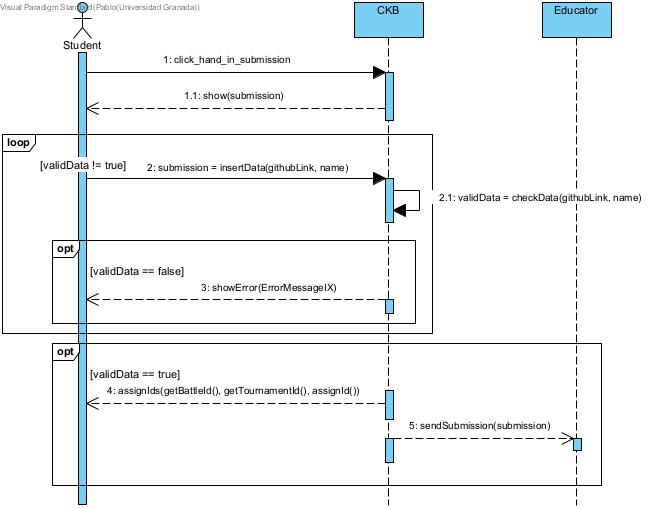 Visual Paradigm Standard(Pablo(Universidad Granada))
CKB
Educator
Student
1: click_hand_in_submission
1.1: show(submission)
loop
[validData != true]
2: submission = insertData(githubLink, name)
2.1: validData = checkData(githubLink, name)
opt
[validData == false]
3: showError(ErrorMessageIX)
opt
[validData == true]
4: assignIds(getBattleId(), getTournamentId(), assignId())
5: sendSubmission(submission)